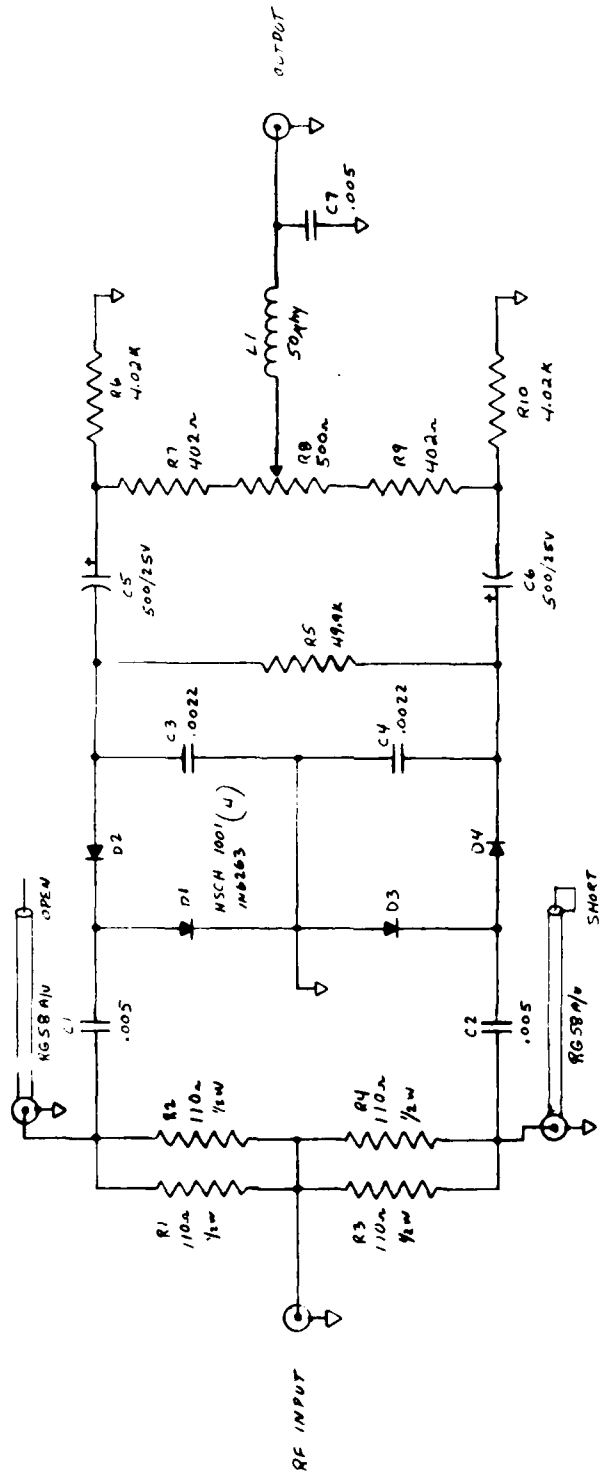 RF INPUT
R1
110Ω
½W
R2
110Ω
½W
R3
110Ω
½W
R4
110Ω
½W
RG58 A/U
OPEN
C1
.005
C2
.005
RG58A/U
SHORT
D1
HSCH 1001 (4)
1N6263
D2
D3
D4
C3
.0022
C4
.0022
R5
49.9K
C5
500/25V
+
C6
500/25V
+
R6
4.02K
R7
402Ω
R8
500Ω
R9
402Ω
R10
4.02K
L1
50μhy
C7
.005
OUTPUT